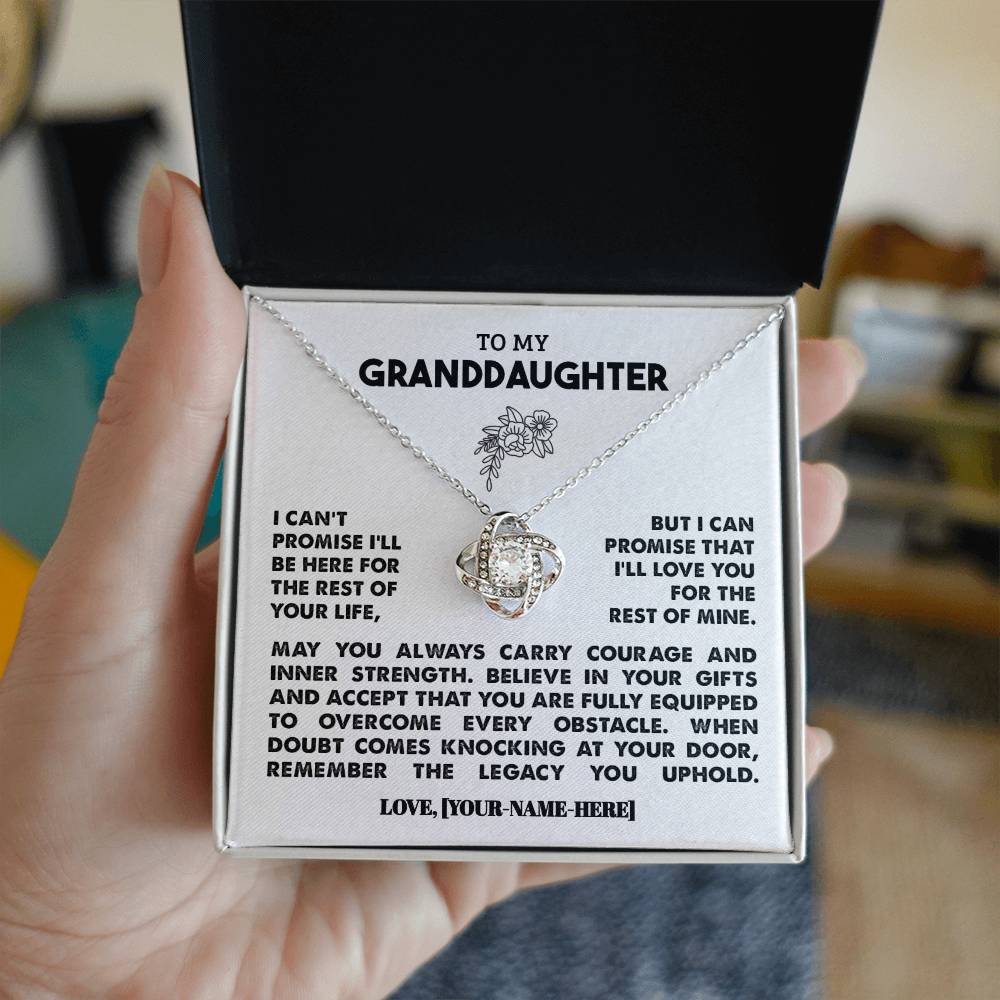 TO MY
GRANDDAUGHTER
I CAN'T
PROMISE I'LL
BE HERE FOR
THE REST OF
YOUR LIFE,
BUT I CAN
PROMISE THAT
I'LL LOVE YOU
FOR THE
REST OF MINE.
MAY YOU ALWAYS CARRY COURAGE AND
INNER STRENGTH. BELIEVE IN YOUR GIFTS
AND ACCEPT THAT YOU ARE FULLY EQUIPPED
TO OVERCOME EVERY OBSTACLE. WHEN
DOUBT COMES KNOCKING AT YOUR DOOR,
REMEMBER THE LEGACY YOU UPHOLD.
LOVE, [YOUR-NAME-HERE]